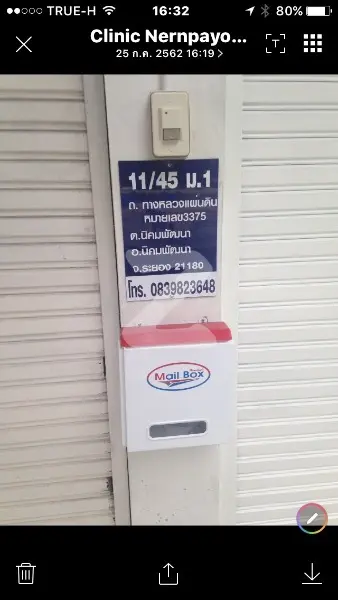 TRUE-H 16:32 80%
Clinic Nernpayo...
25 ก.ค. 2562 16:19 >
T
11/45 ม.1
ถ. ทางหลวงแผ่นดิน
หมายเลข3375
ต.นิคมพัฒนา
อ.นิคมพัฒนา
จ.ระยอง 21180
โทร. 0839823648
Mail Box